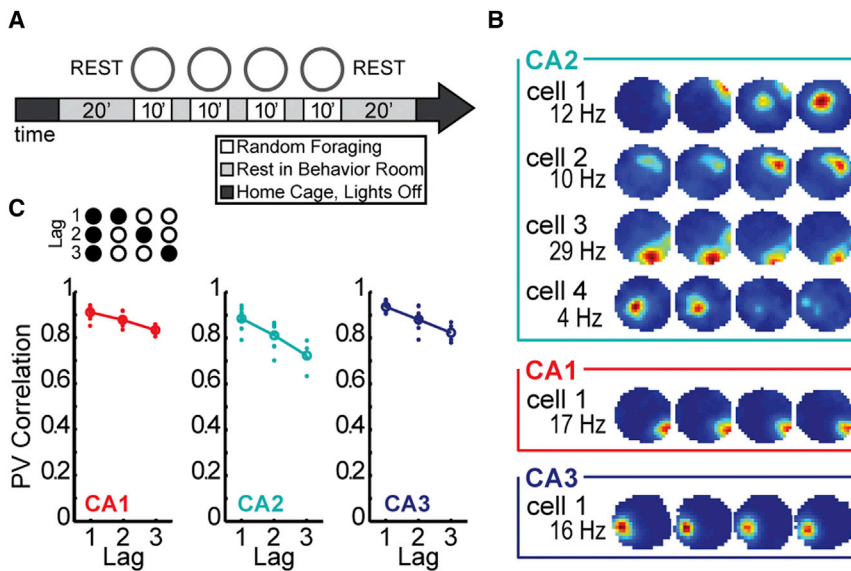 A
REST REST
20' 10' 10' 10' 10' 20'
time
Random Foraging
Rest in Behavior Room
Home Cage, Lights Off
B
CA2
cell 1
12 Hz
cell 2
10 Hz
cell 3
29 Hz
cell 4
4 Hz
CA1
cell 1
17 Hz
CA3
cell 1
16 Hz
C
Lag
1
2
3
PV Correlation
1
0.8
0.6
0.4
0.2
0
CA1
1 2 3
Lag
1
0.8
0.6
0.4
0.2
0
CA2
1 2 3
Lag
1
0.8
0.6
0.4
0.2
0
CA3
1 2 3
Lag